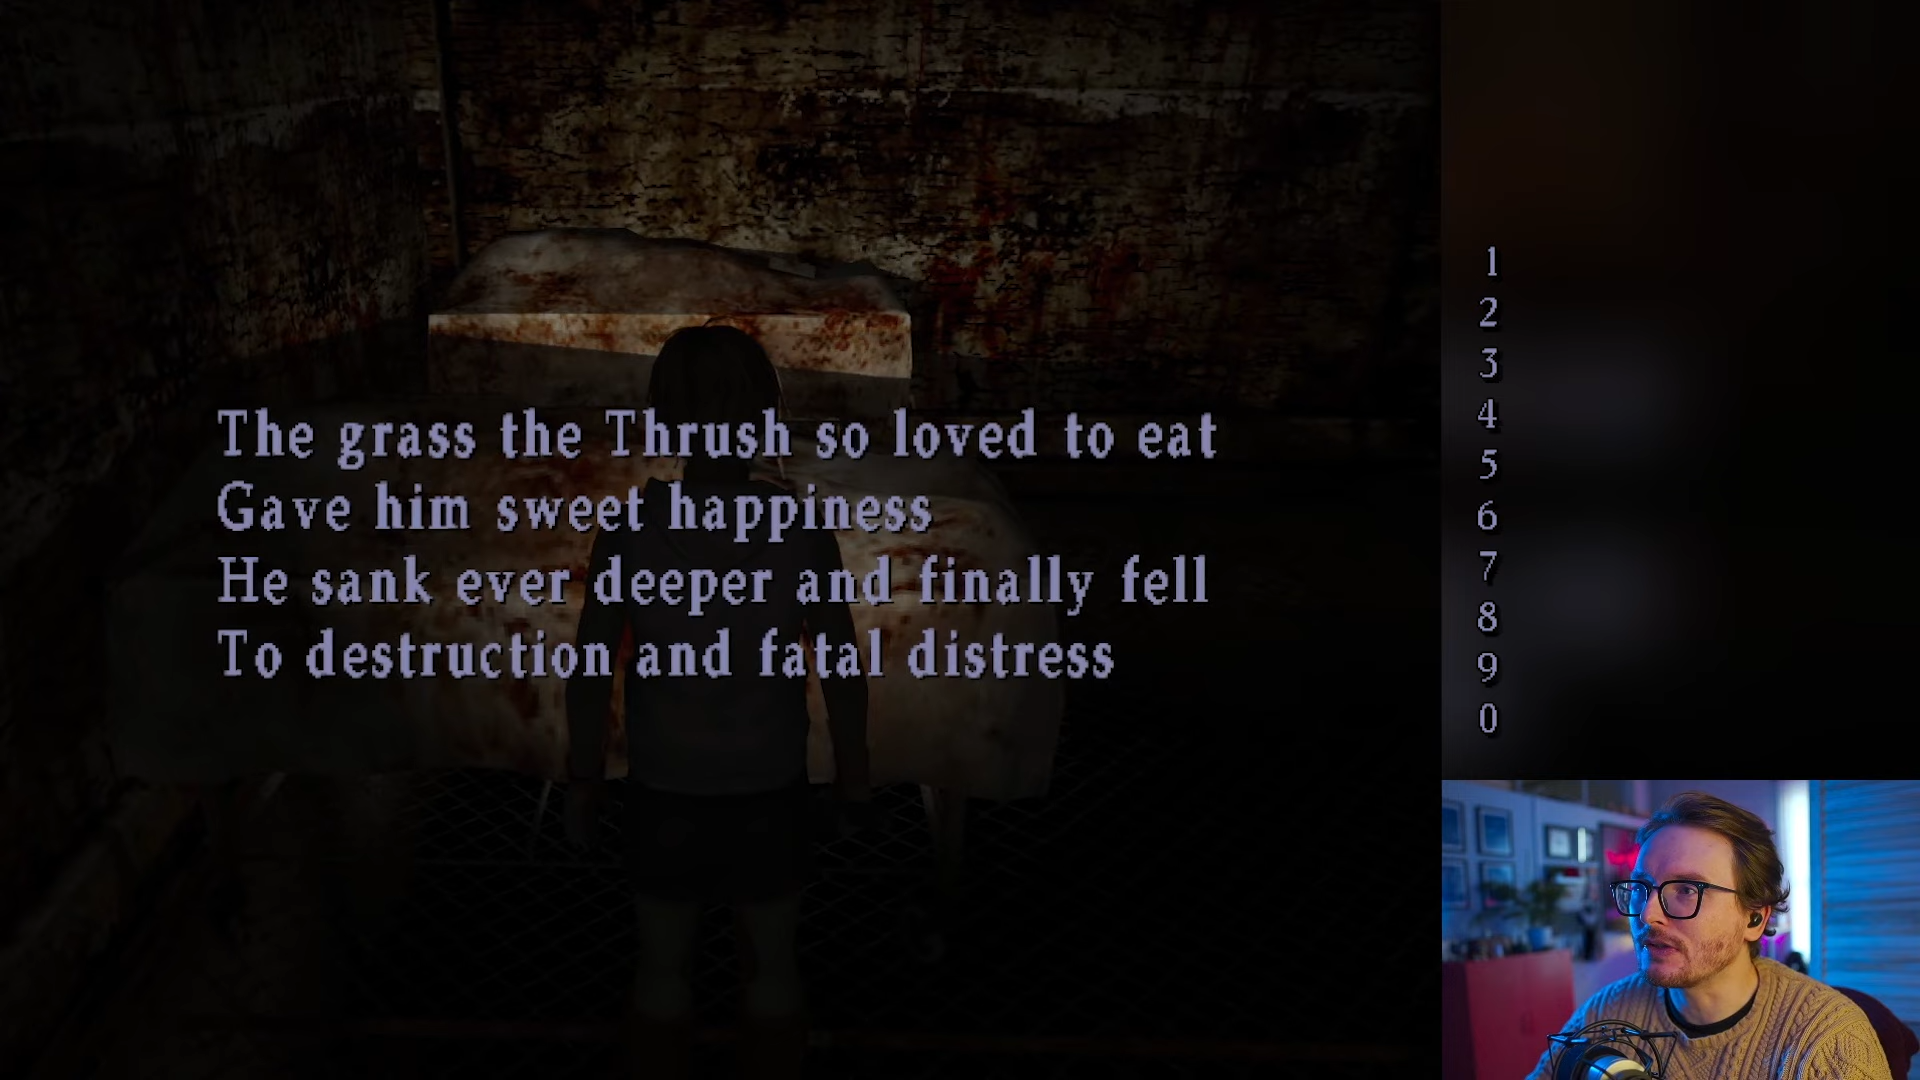 The grass the Thrush so loved to eat
Gave him sweet happiness
He sank ever deeper and finally fell
To destruction and fatal distress
1
2
3
4
5
6
7
8
9
0